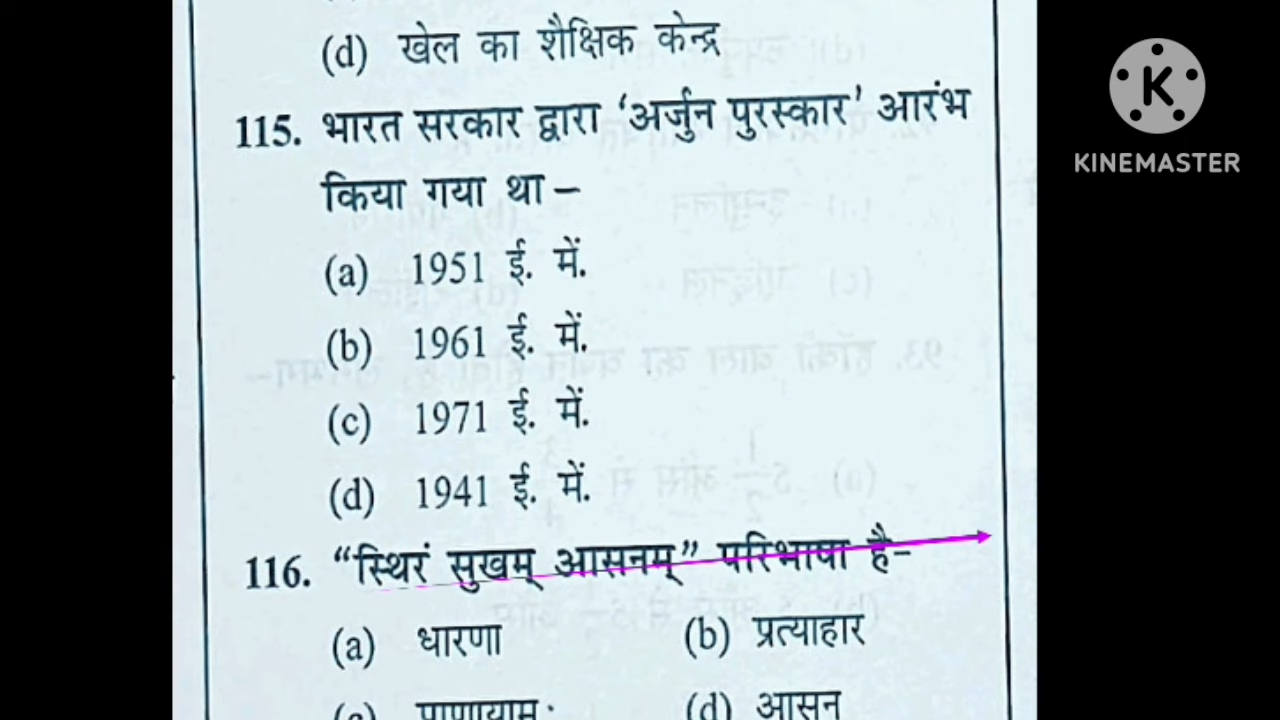 (d) खेल का शैक्षिक केन्द्र
115. भारत सरकार द्वारा ‘अर्जुन पुरस्कार’ आरंभ
किया गया था –
(a) 1951 ई. में.
(b) 1961 ई. में.
(c) 1971 ई. में.
(d) 1941 ई. में.
116. “स्थिरं सुखम् आसनम्” परिभाषा है–
(a) धारणा (b) प्रत्याहार
(c) प्राणायाम (d) आसन
KINEMASTER